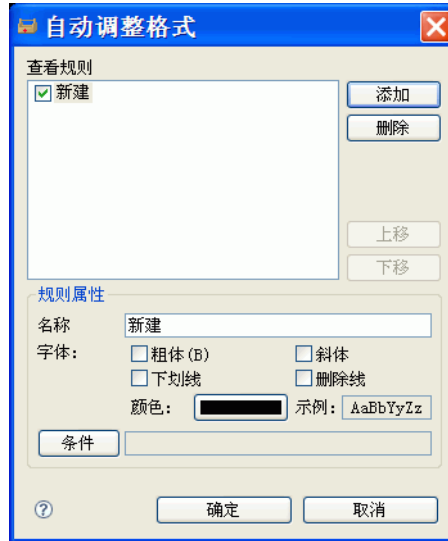 自动调整格式
查看规则
新建
添加
删除
上移
下移
规则属性
名称 新建
字体: 粗体(B) 斜体
下划线 删除线
颜色: 示例: AaBbYyZz
条件
确定 取消